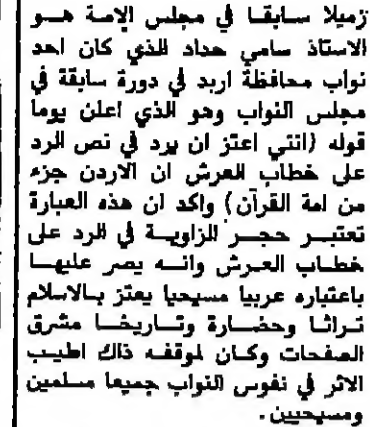 زميلا سابقا في مجلس الامة هو
الاستاذ سامي حداد الذي كان احد
نواب محافظة اربد في دورة سابقة في
مجلس النواب وهو الذي اعلن يوما
قوله (انني اعتز ان يرد في نص الرد
على خطاب العرش ان الاردن جزء
من امة القرآن) واكد ان هذه العبارة
تعتبر حجر الزاوية في الرد على
خطاب العرش وانه يصر عليها
باعتباره عربيا مسيحيا يعتز بالاسلام
تراثا وحضارة وتاريخا مشرق
الصفحات وكان لموقفه ذاك اطيب
الاثر في نفوس النواب جميعا مسلمين
ومسيحيين.